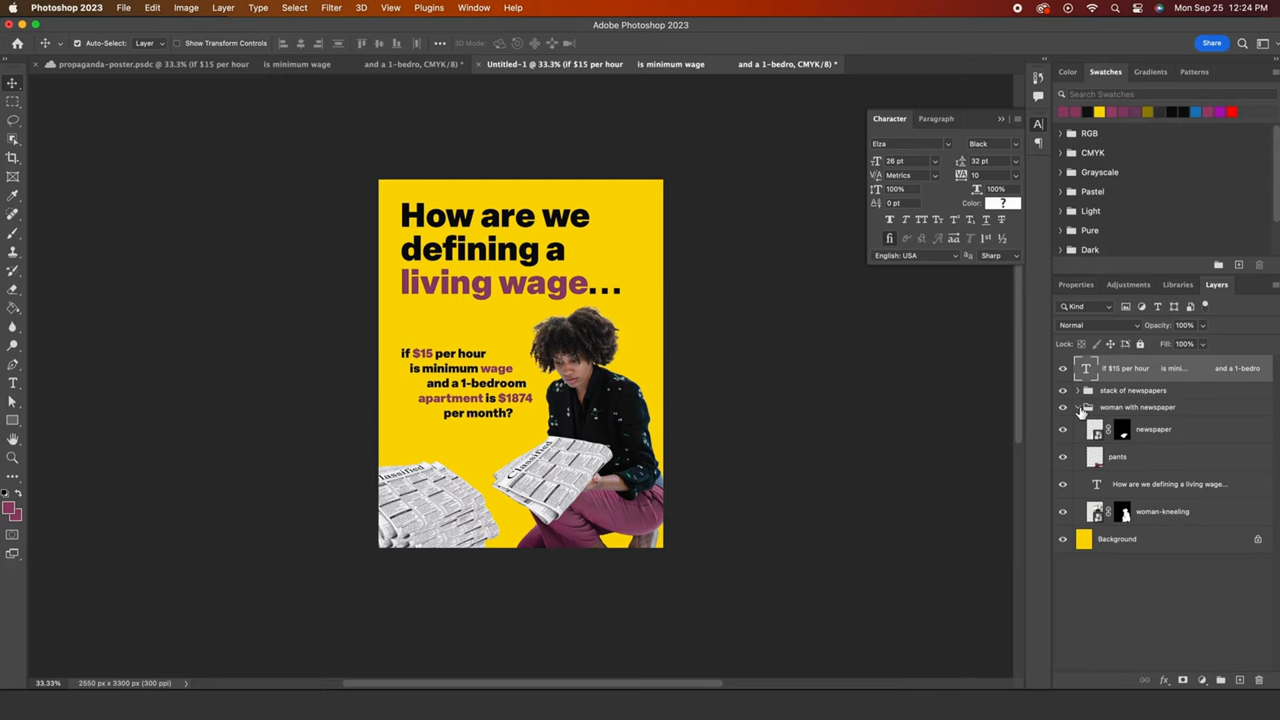 Photoshop 2023 File Edit Image Layer Type Select Filter 3D View Plugins Window Help Mon Sep 25 12:24 PM
Adobe Photoshop 2023
Auto-Select: Layer Show Transform Controls 3D Mode: Share
propaganda-poster.psdc @ 33.3% (if $15 per hour is minimum wage and a 1-bedro, CMYK/8) *
Untitled-1 @ 33.3% (if $15 per hour is minimum wage and a 1-bedro, CMYK/8) *
Color Swatches Gradients Patterns
Search Swatches
RGB
CMYK
Grayscale
Pastel
Light
Pure
Dark
Character Paragraph
Elza Black
26 pt 32 pt
Metrics 10
100% 100%
0 pt Color: ?
English: USA Sharp
Properties Adjustments Libraries Layers
Kind
Normal Opacity: 100%
Lock: Fill: 100%
if $15 per hour is mini... and a 1-bedro
stack of newspapers
woman with newspaper
newspaper
pants
How are we defining a living wage...
woman-kneeling
Background
How are we
defining a
living wage...
if $15 per hour
is minimum wage
and a 1-bedroom
apartment is $1874
per month?
Classified
Classified
33.33% 2550 px x 3300 px (300 ppi)